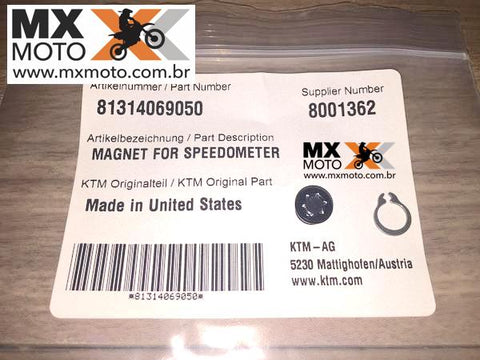 MX
MOTO
www.mxmoto.com.br
Artikelnummer / Part Number
81314069050
Supplier Number
8001362
Artikelbezeichnung / Part Description
MAGNET FOR SPEEDOMETER
MX
MOTO
www.mxmoto.com.br
KTM Originalteil / KTM Original Part
Made in United States
*81314069050*
KTM-AG
5230 Mattighofen/Austria
www.ktm.com